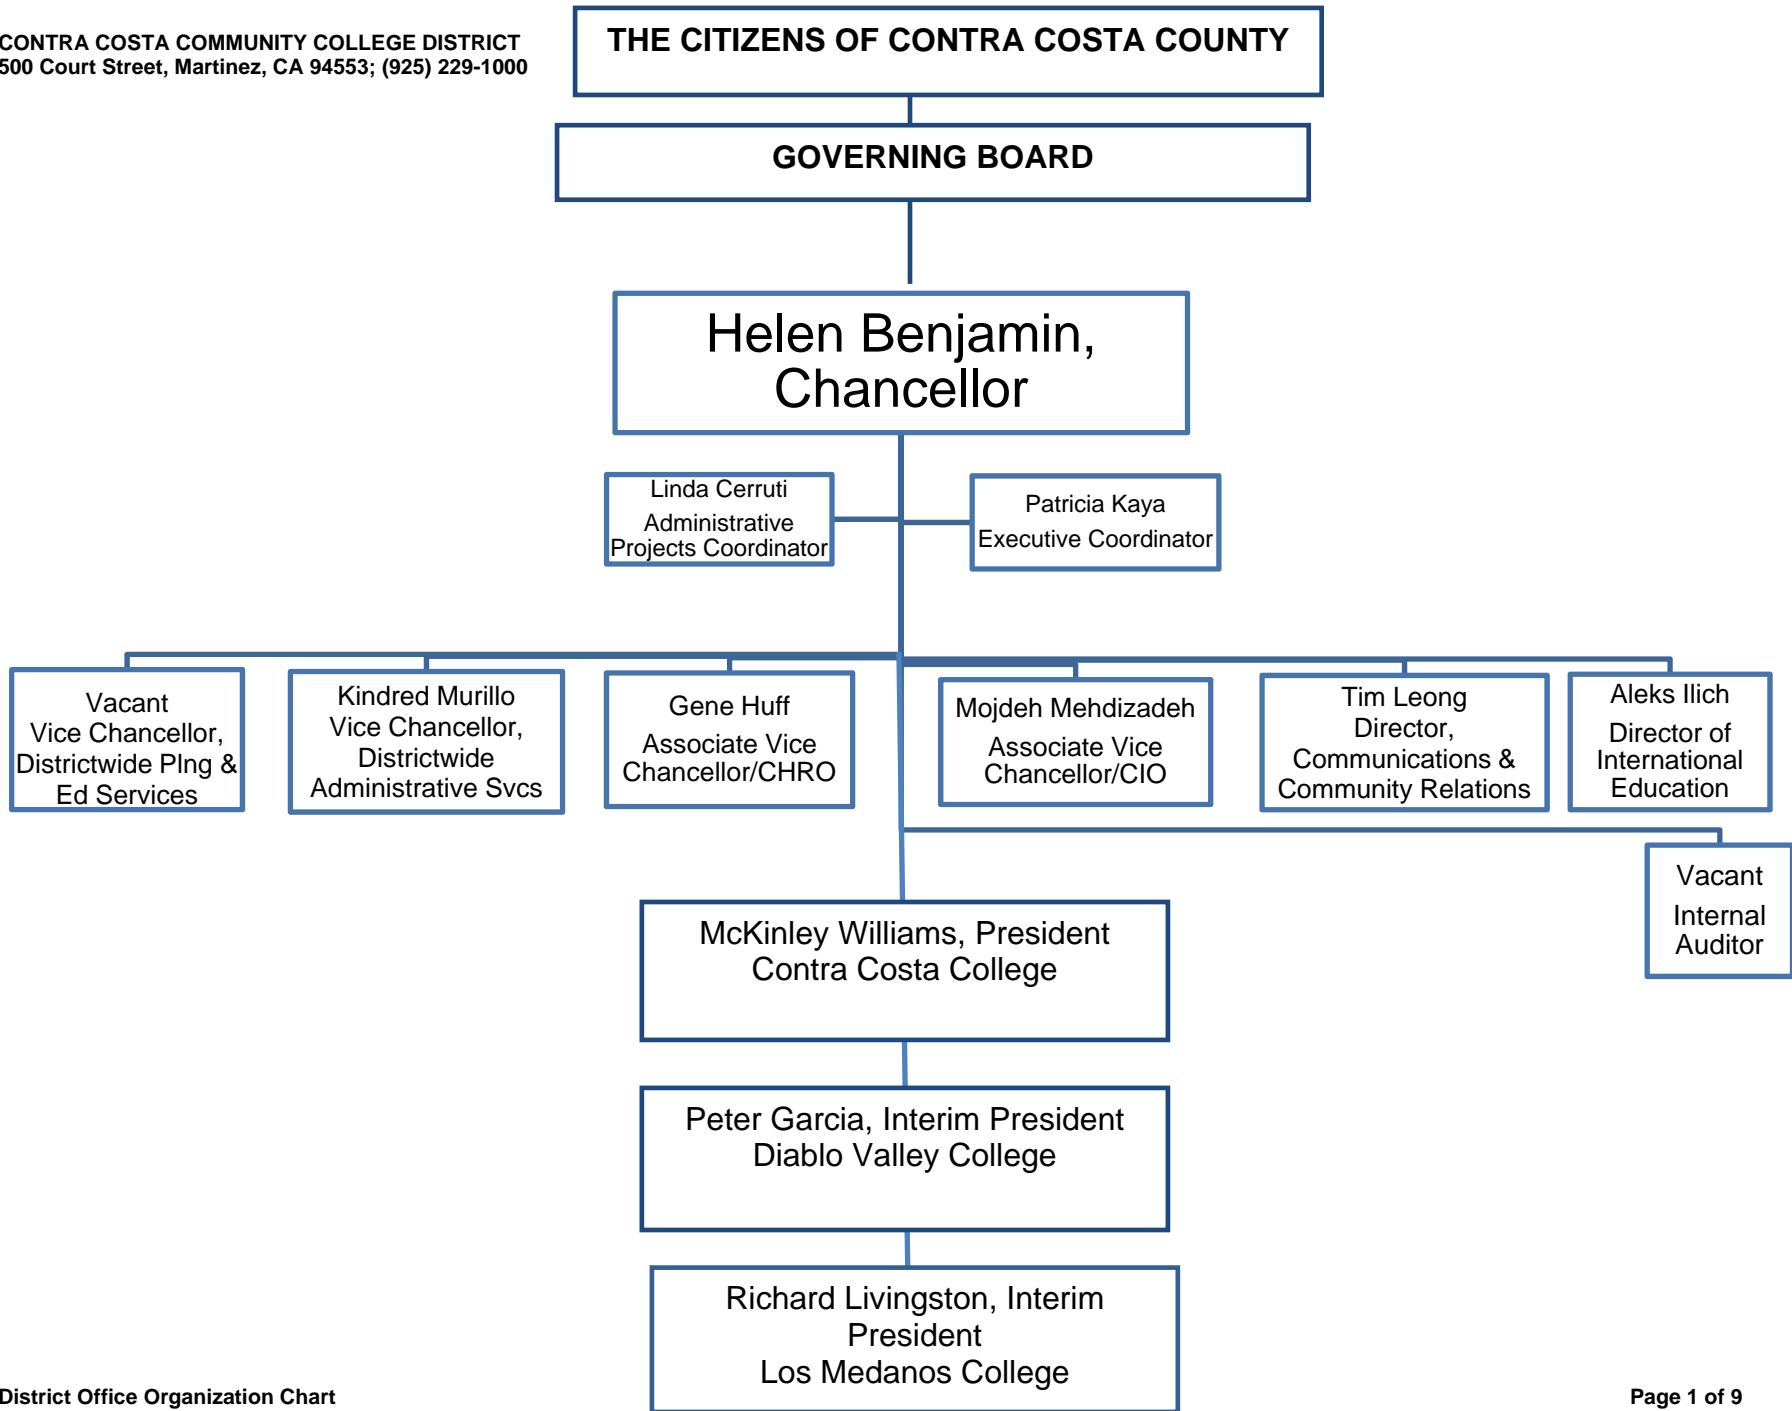 CONTRA COSTA COMMUNITY COLLEGE DISTRICT
500 Court Street, Martinez, CA 94553; (925) 229-1000
THE CITIZENS OF CONTRA COSTA COUNTY
GOVERNING BOARD
Helen Benjamin,
Chancellor
Linda Cerruti
Administrative
Projects Coordinator
Patricia Kaya
Executive Coordinator
Vacant
Vice Chancellor,
Districtwide Plng &
Ed Services
Kindred Murillo
Vice Chancellor,
Districtwide
Administrative Svcs
Gene Huff
Associate Vice
Chancellor/CHRO
Mojdeh Mehdizadeh
Associate Vice
Chancellor/CIO
Tim Leong
Director,
Communications &
Community Relations
Aleks Ilich
Director of
International
Education
Vacant
Internal
Auditor
McKinley Williams, President
Contra Costa College
Peter Garcia, Interim President
Diablo Valley College
Richard Livingston, Interim
President
Los Medanos College
District Office Organization Chart
Page 1 of 9